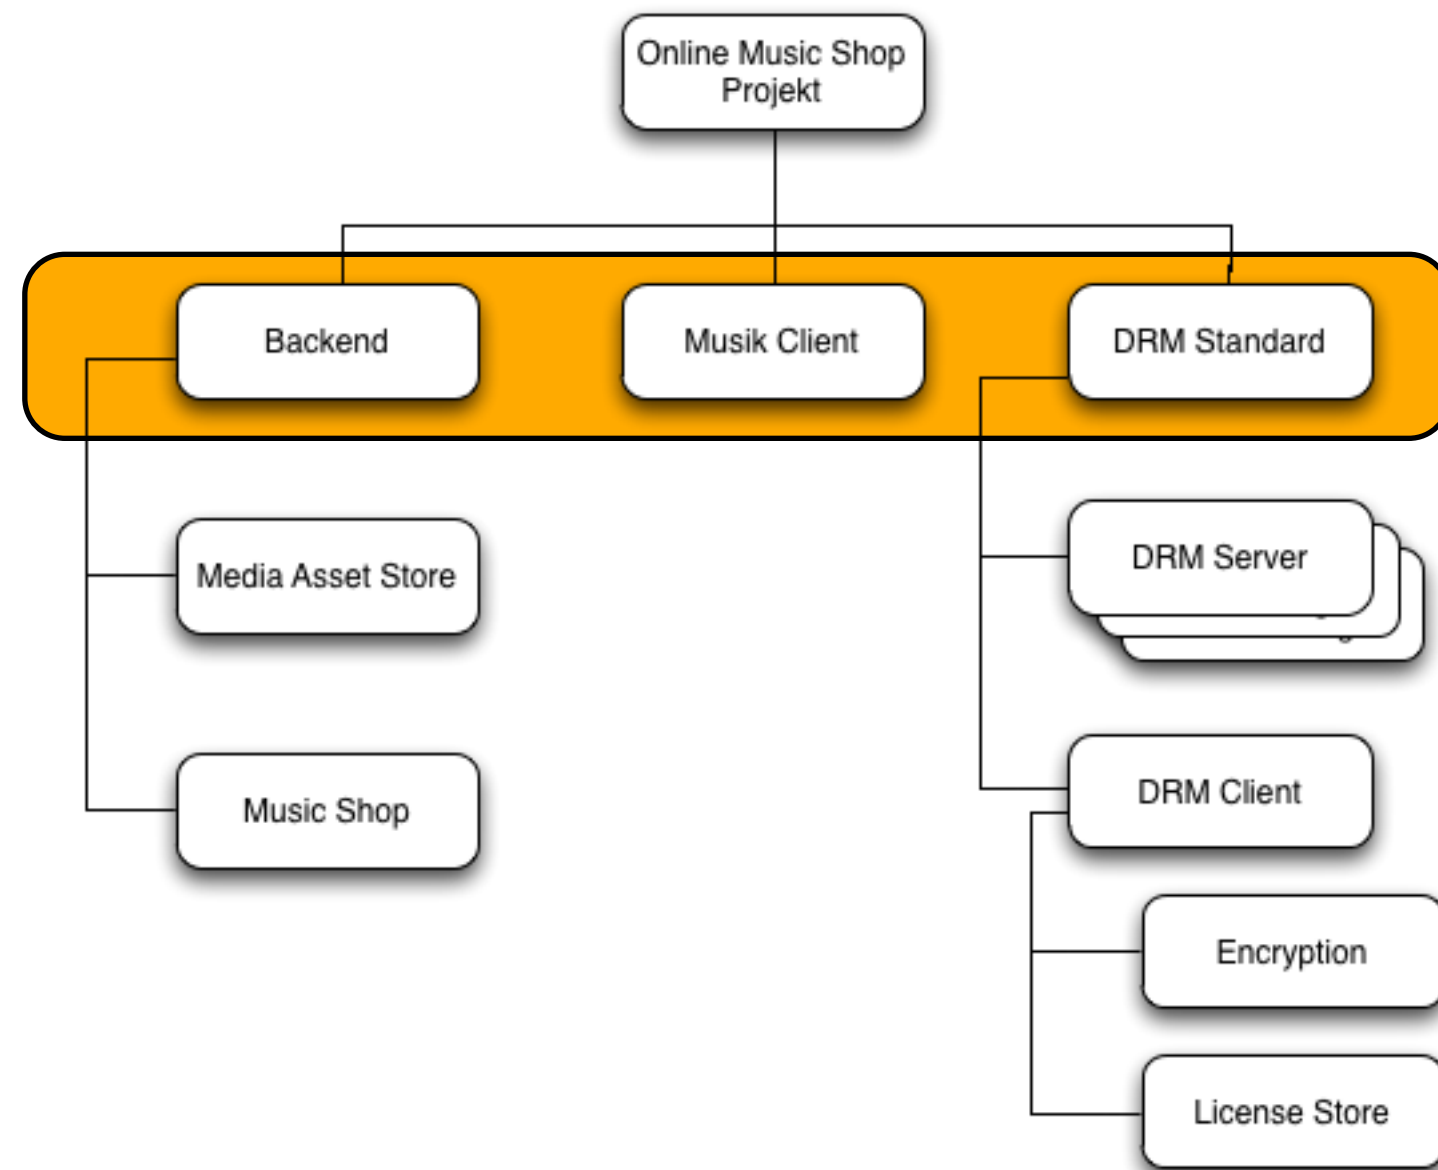 Online Music Shop
Projekt
Backend
Musik Client
DRM Standard
Media Asset Store
DRM Server
Music Shop
DRM Client
Encryption
License Store